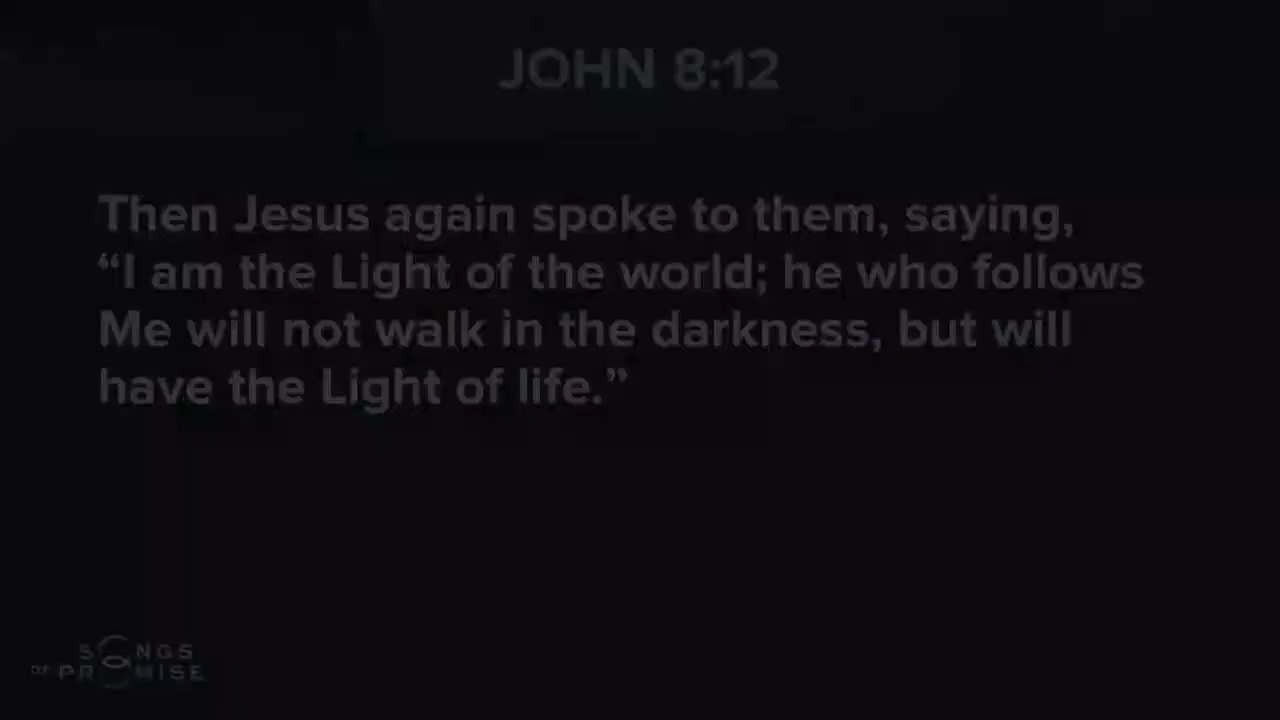 JOHN 8:12
Then Jesus again spoke to them, saying,
“I am the Light of the world; he who follows
Me will not walk in the darkness, but will
have the Light of life.”
SONGS
OF PROMISE